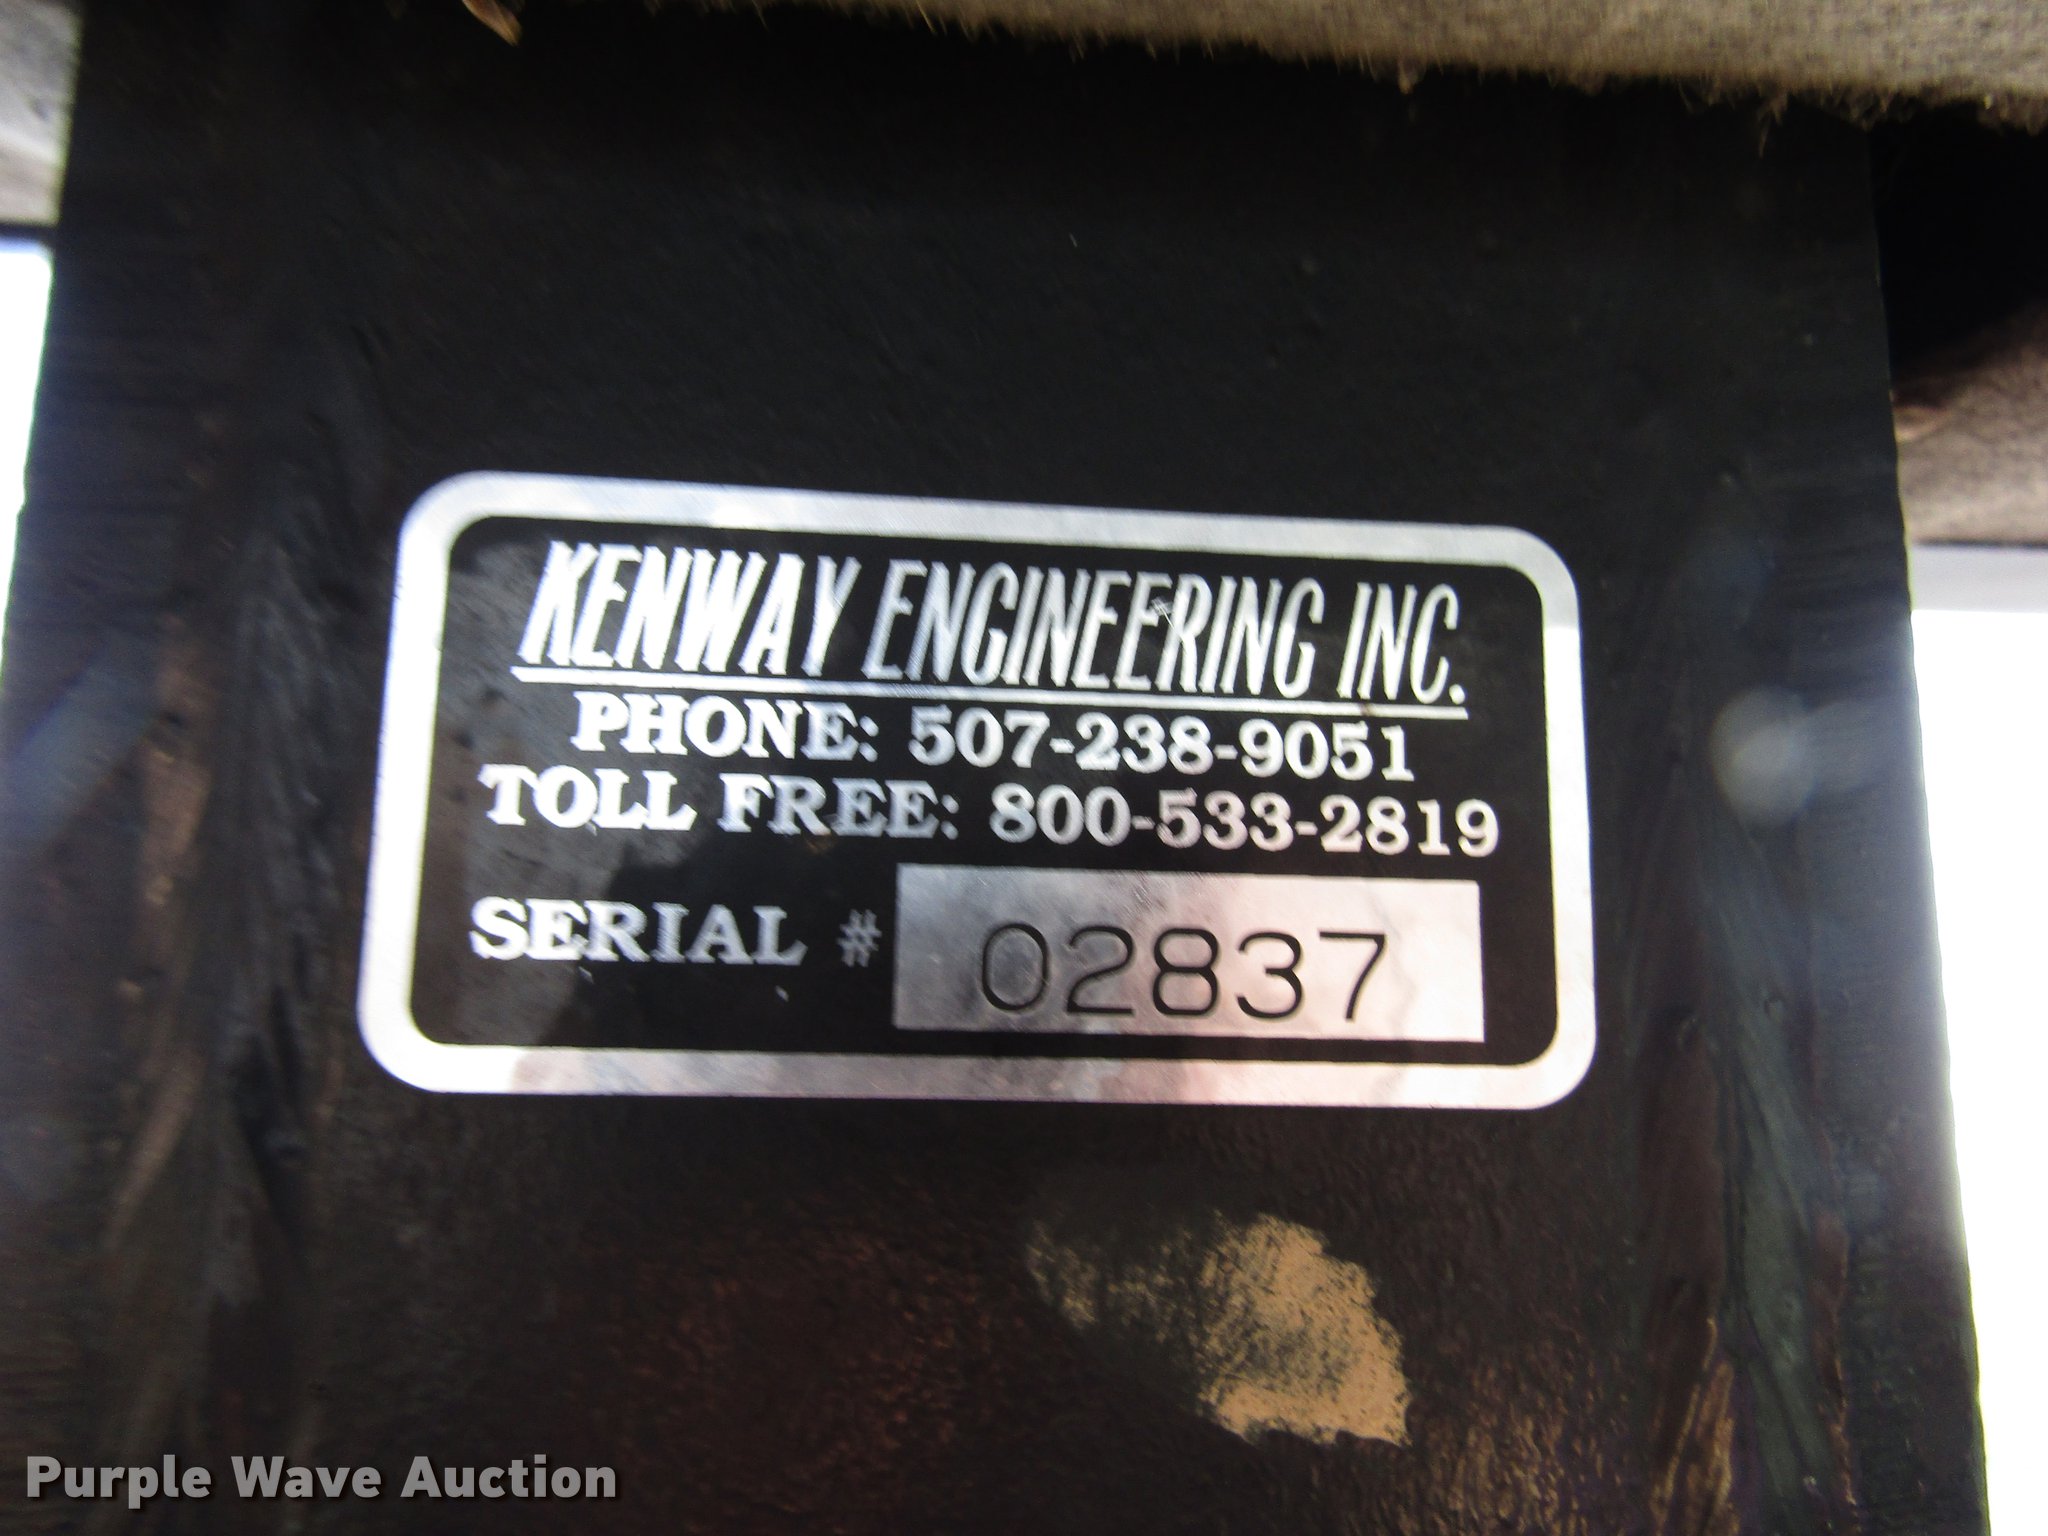 KENWAY ENGINEERING INC.
PHONE: 507-238-9051
TOLL FREE: 800-533-2819
SERIAL # 02837
Purple Wave Auction